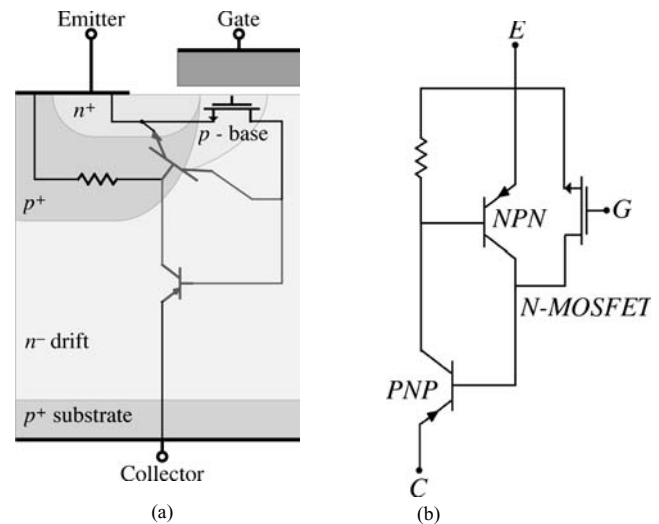 Emitter
Gate
n+
p - base
p+
n− drift
p+ substrate
Collector
(a)
E
NPN
G
N-MOSFET
PNP
C
(b)